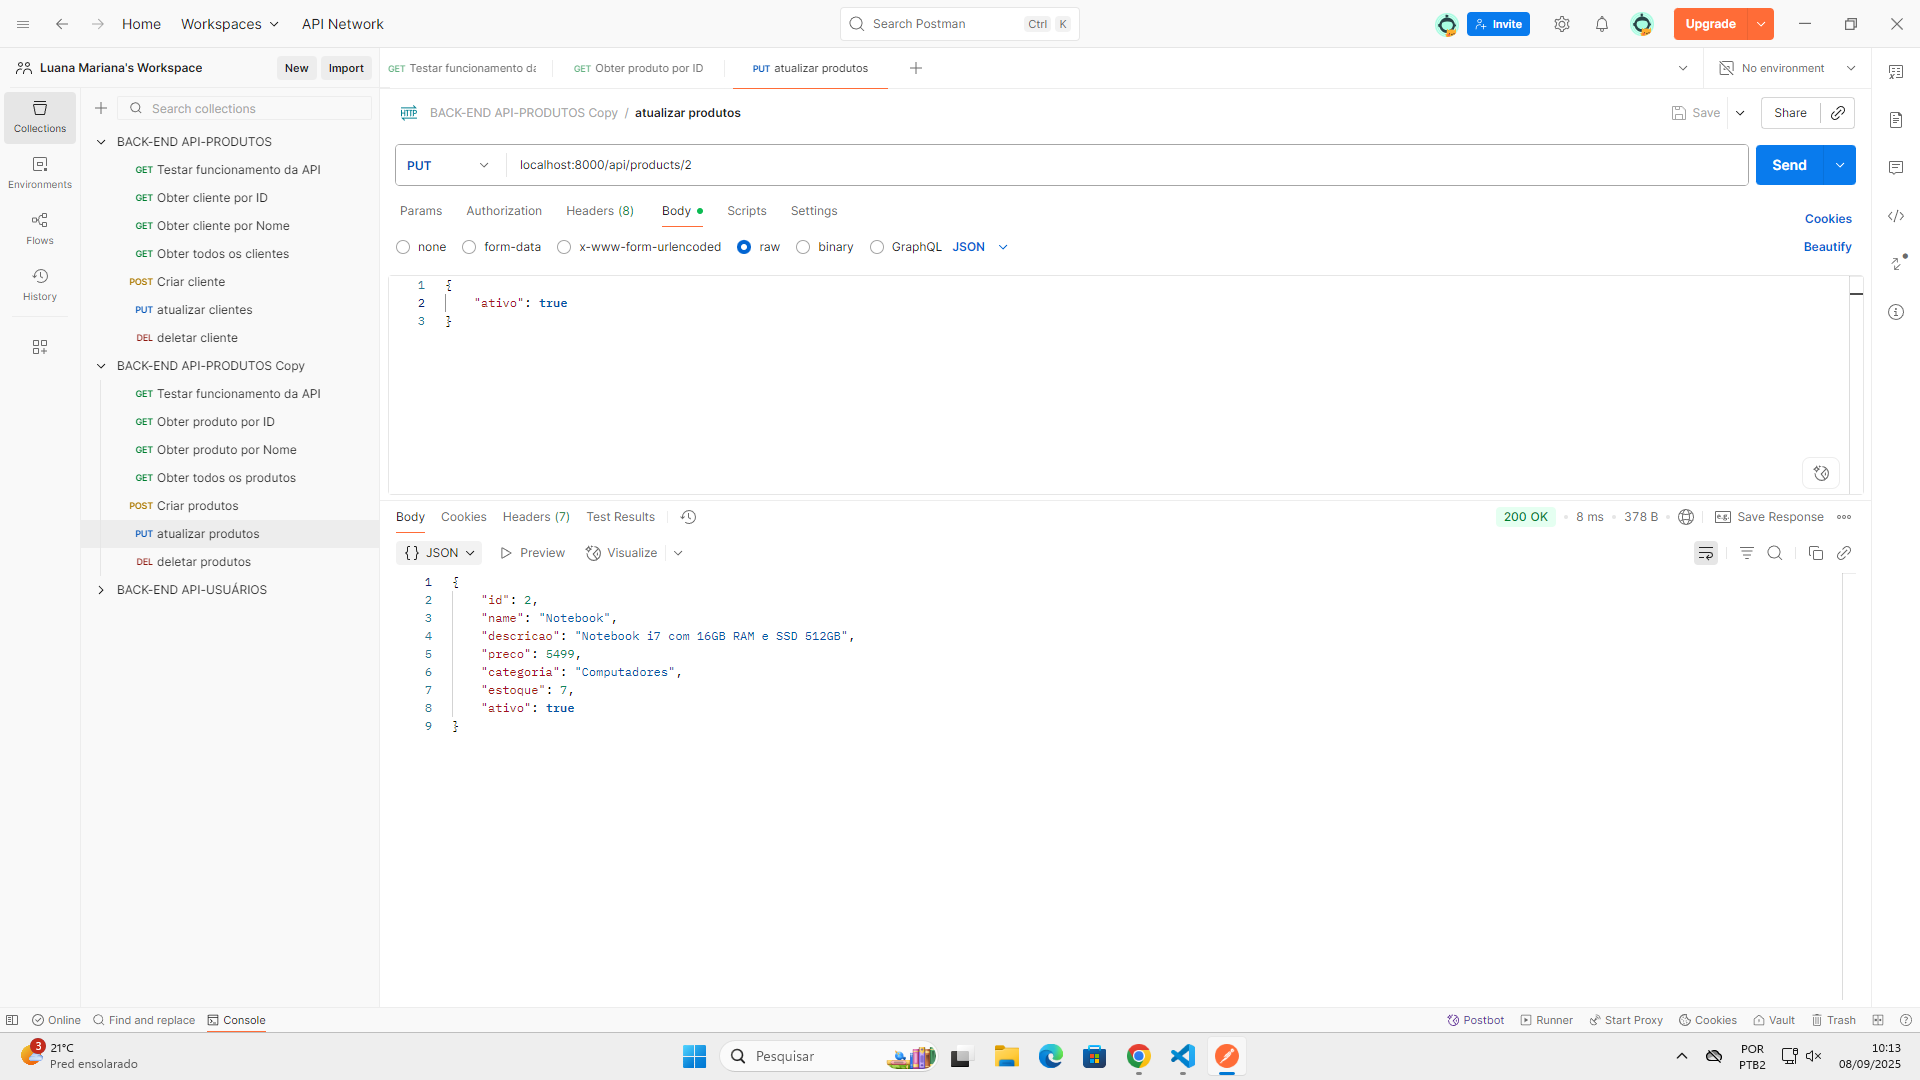 Home Workspaces API Network Search Postman Ctrl K Invite Upgrade
Luana Mariana's Workspace New Import
GET Testar funcionamento da GET Obter produto por ID PUT atualizar produtos No environment
Collections
Environments
Flows
History
Search collections
BACK-END API-PRODUTOS
GET Testar funcionamento da API
GET Obter cliente por ID
GET Obter cliente por Nome
GET Obter todos os clientes
POST Criar cliente
PUT atualizar clientes
DEL deletar cliente
BACK-END API-PRODUTOS Copy
GET Testar funcionamento da API
GET Obter produto por ID
GET Obter produto por Nome
GET Obter todos os produtos
POST Criar produtos
PUT atualizar produtos
DEL deletar produtos
BACK-END API-USUÁRIOS
HTTP BACK-END API-PRODUTOS Copy / atualizar produtos Save Share
PUT localhost:8000/api/products/2 Send
Params Authorization Headers (8) Body Scripts Settings Cookies
none form-data x-www-form-urlencoded raw binary GraphQL JSON Beautify
1 {
2 "ativo": true
3 }
Body Cookies Headers (7) Test Results 200 OK 8 ms 378 B e.g. Save Response
{} JSON Preview Visualize
1 {
2 "id": 2,
3 "name": "Notebook",
4 "descricao": "Notebook i7 com 16GB RAM e SSD 512GB",
5 "preco": 5499,
6 "categoria": "Computadores",
7 "estoque": 7,
8 "ativo": true
9 }
Online Find and replace Console Postbot Runner Start Proxy Cookies Vault Trash
3 21°C
Pred ensolarado
Pesquisar
POR
PTB2
10:13
08/09/2025